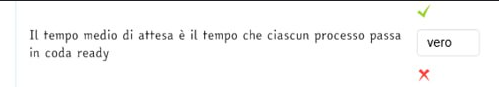 Il tempo medio di attesa è il tempo che ciascun processo passa
in coda ready
vero